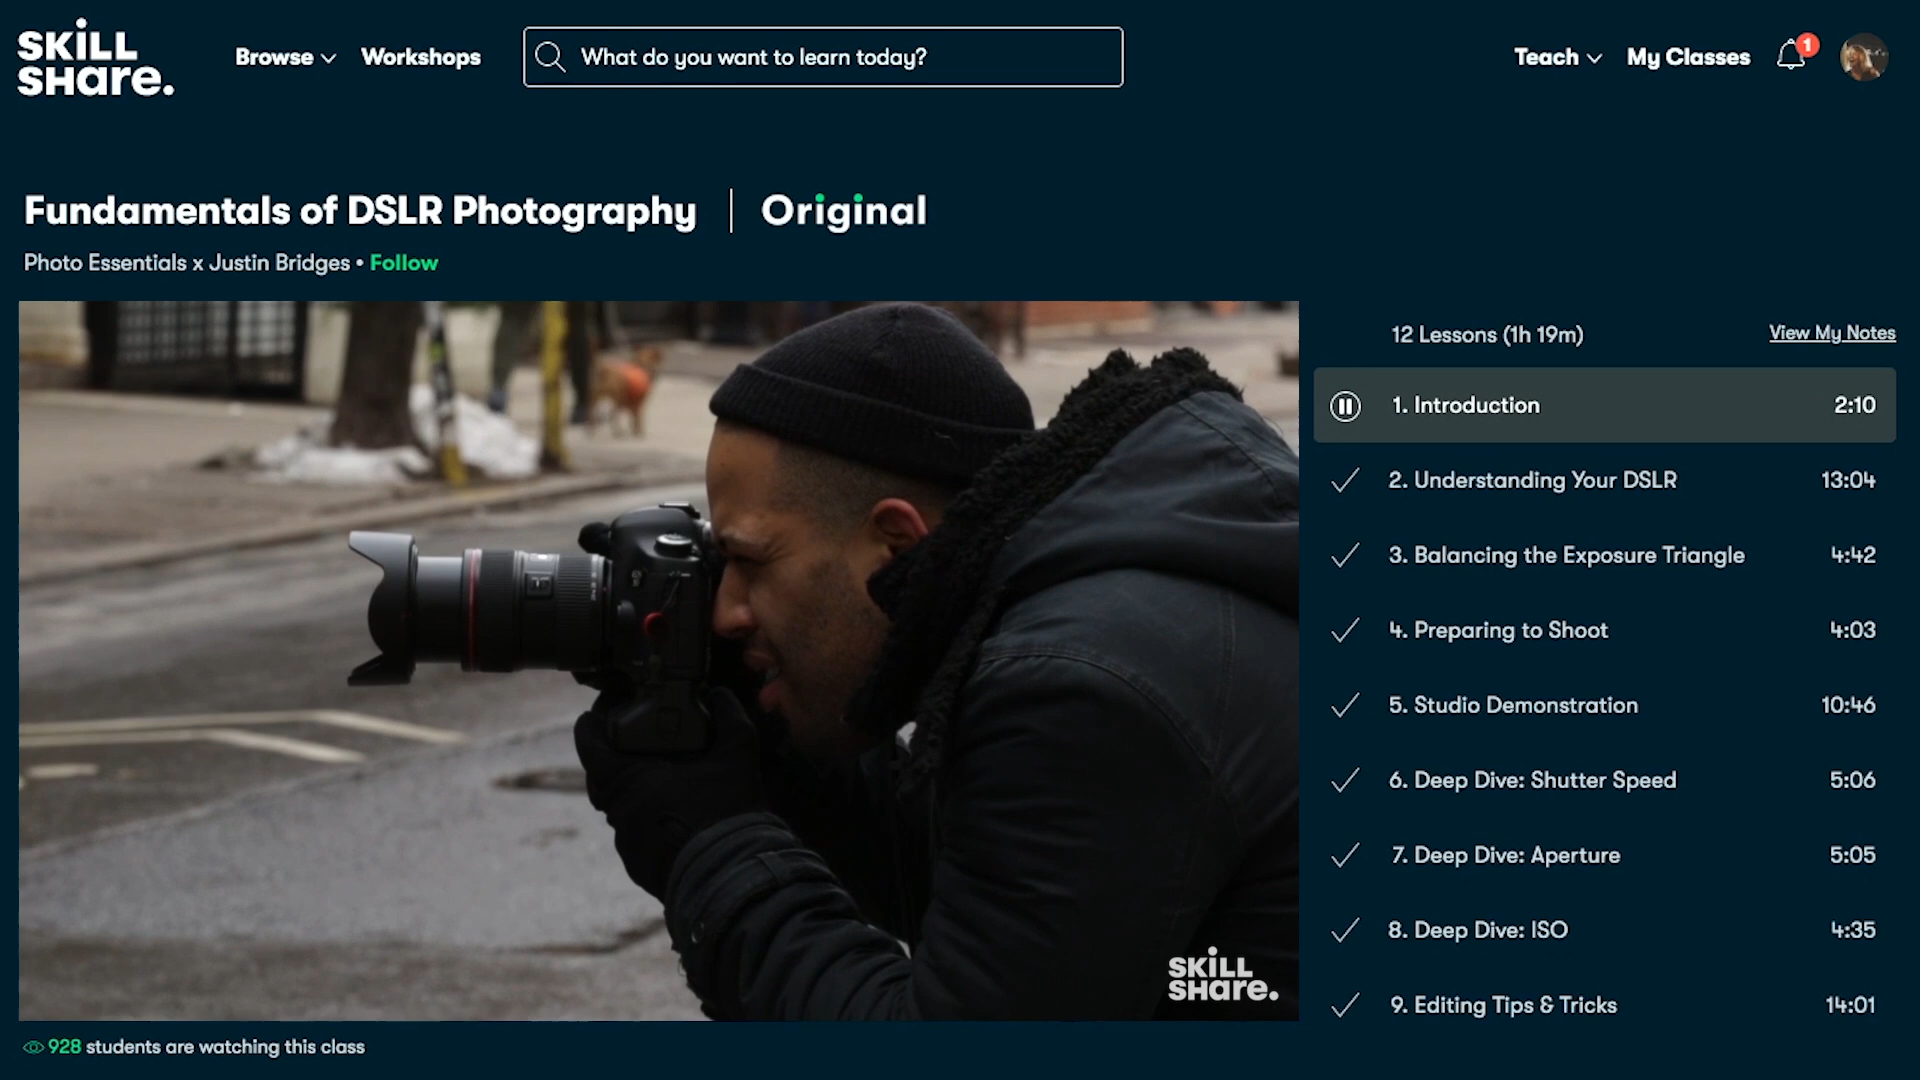 SKILL
SHare.
Browse
Workshops
What do you want to learn today?
Teach
My Classes
1
Fundamentals of DSLR Photography | Original
Photo Essentials x Justin Bridges • Follow
12 Lessons (1h 19m)
View My Notes
1. Introduction 2:10
2. Understanding Your DSLR 13:04
3. Balancing the Exposure Triangle 4:42
4. Preparing to Shoot 4:03
5. Studio Demonstration 10:46
6. Deep Dive: Shutter Speed 5:06
7. Deep Dive: Aperture 5:05
8. Deep Dive: ISO 4:35
9. Editing Tips & Tricks 14:01
SKILL
SHare.
928 students are watching this class